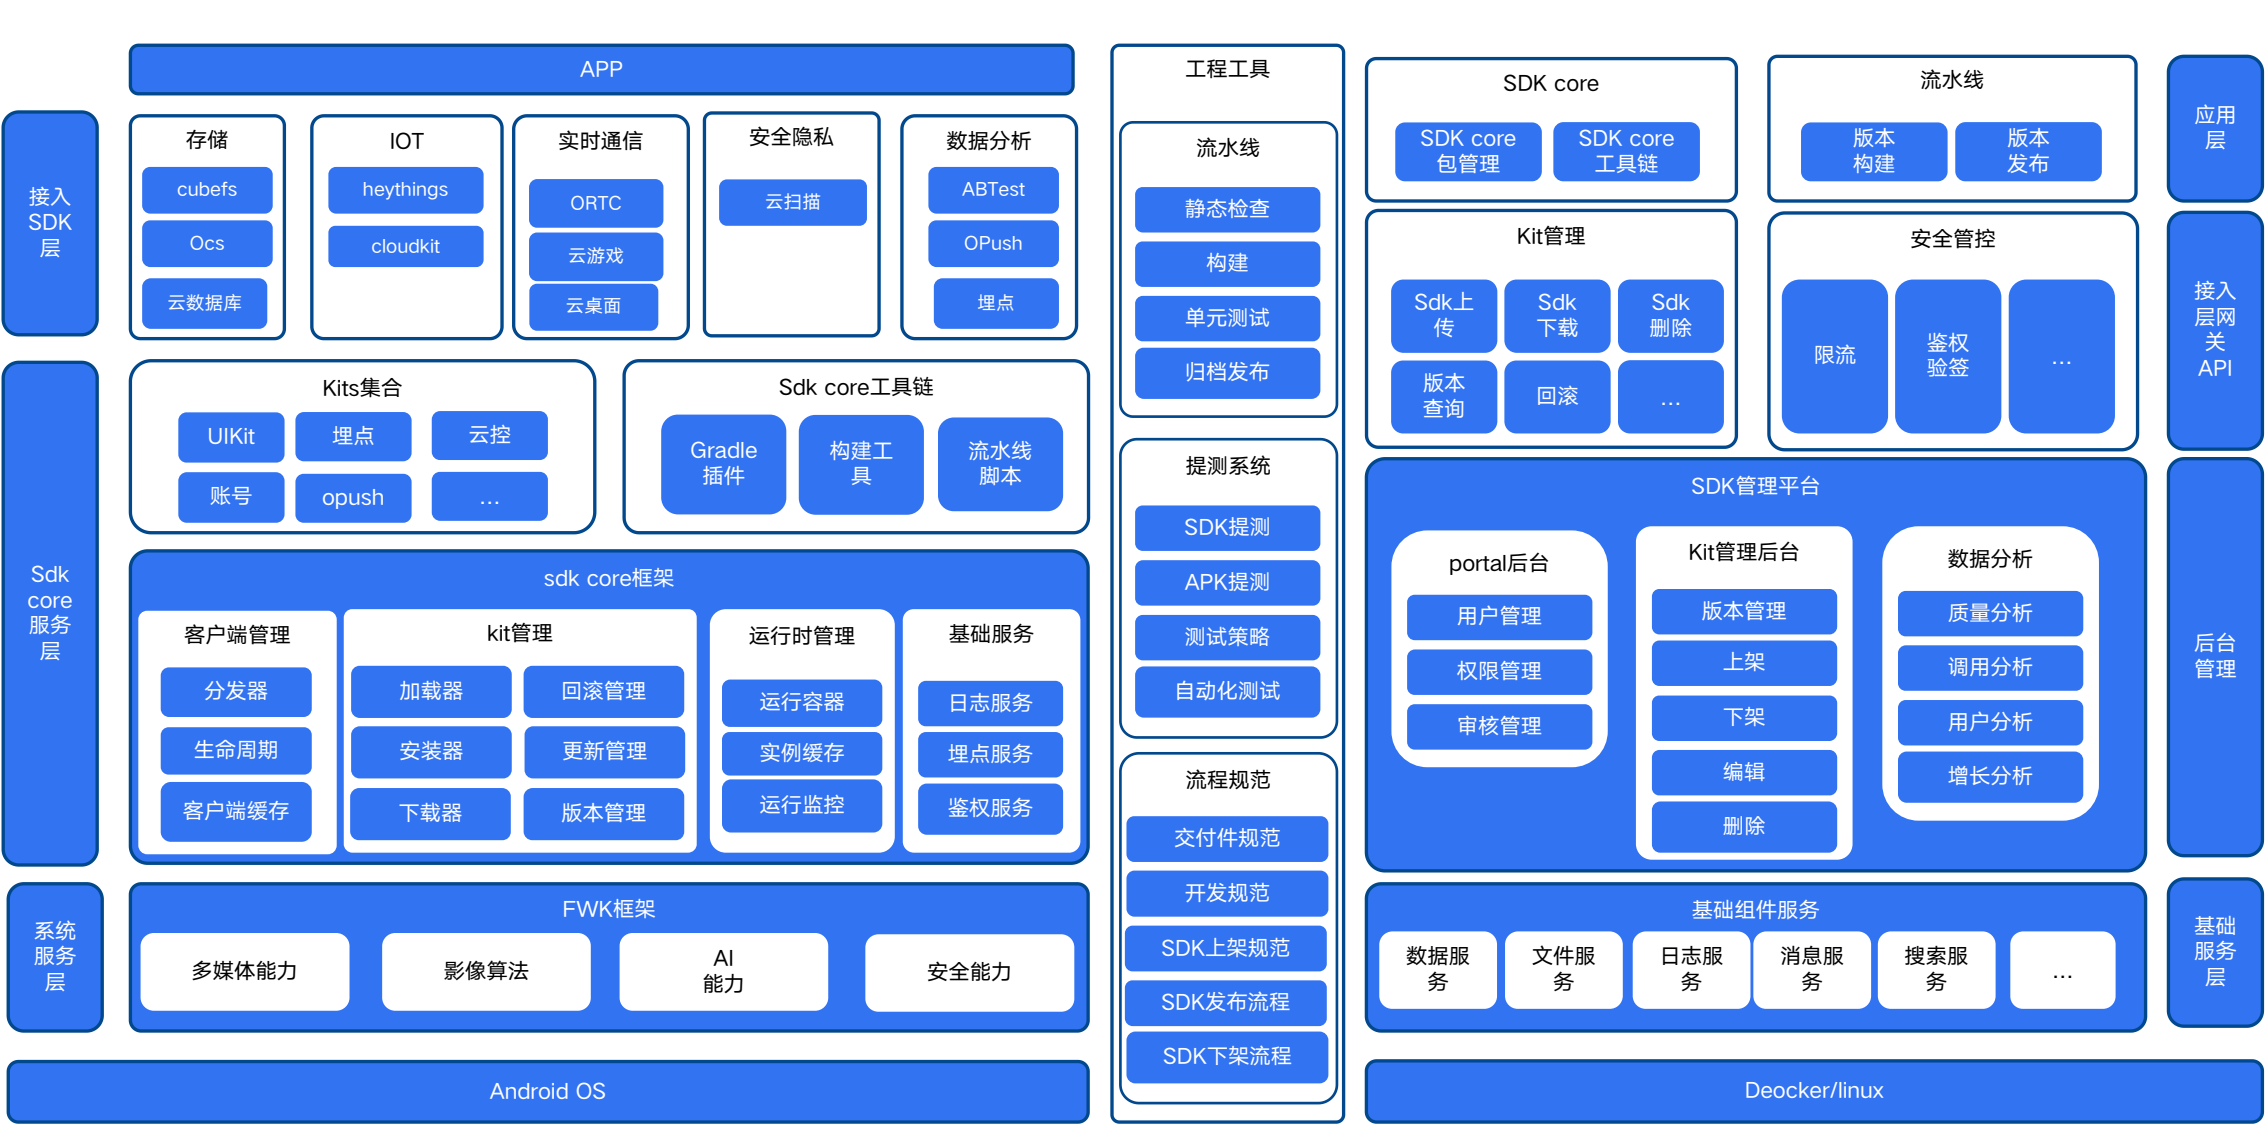 APP
接入
SDK
层
存储
cubefs
Ocs
云数据库
IOT
heythings
cloudkit
实时通信
ORTC
云游戏
云桌面
安全隐私
云扫描
数据分析
ABTest
OPush
埋点
Sdk
core
服务
层
Kits集合
UIKit
埋点
云控
账号
opush
...
Sdk core工具链
Gradle
插件
构建工
具
流水线
脚本
sdk core框架
客户端管理
分发器
生命周期
客户端缓存
kit管理
加载器
回滚管理
安装器
更新管理
下载器
版本管理
运行时管理
运行容器
实例缓存
运行监控
基础服务
日志服务
埋点服务
鉴权服务
系统
服务
层
FWK框架
多媒体能力
影像算法
AI
能力
安全能力
Android OS
工程工具
流水线
静态检查
构建
单元测试
归档发布
提测系统
SDK提测
APK提测
测试策略
自动化测试
流程规范
交付件规范
开发规范
SDK上架规范
SDK发布流程
SDK下架流程
SDK core
SDK core
包管理
SDK core
工具链
流水线
版本
构建
版本
发布
应用
层
Kit管理
Sdk上
传
Sdk
下载
Sdk
删除
版本
查询
回滚
...
安全管控
限流
鉴权
验签
...
接入
层网
关
API
SDK管理平台
portal后台
用户管理
权限管理
审核管理
Kit管理后台
版本管理
上架
下架
编辑
删除
数据分析
质量分析
调用分析
用户分析
增长分析
后台
管理
基础组件服务
数据服
务
文件服
务
日志服
务
消息服
务
搜索服
务
...
基础
服务
层
Deocker/linux